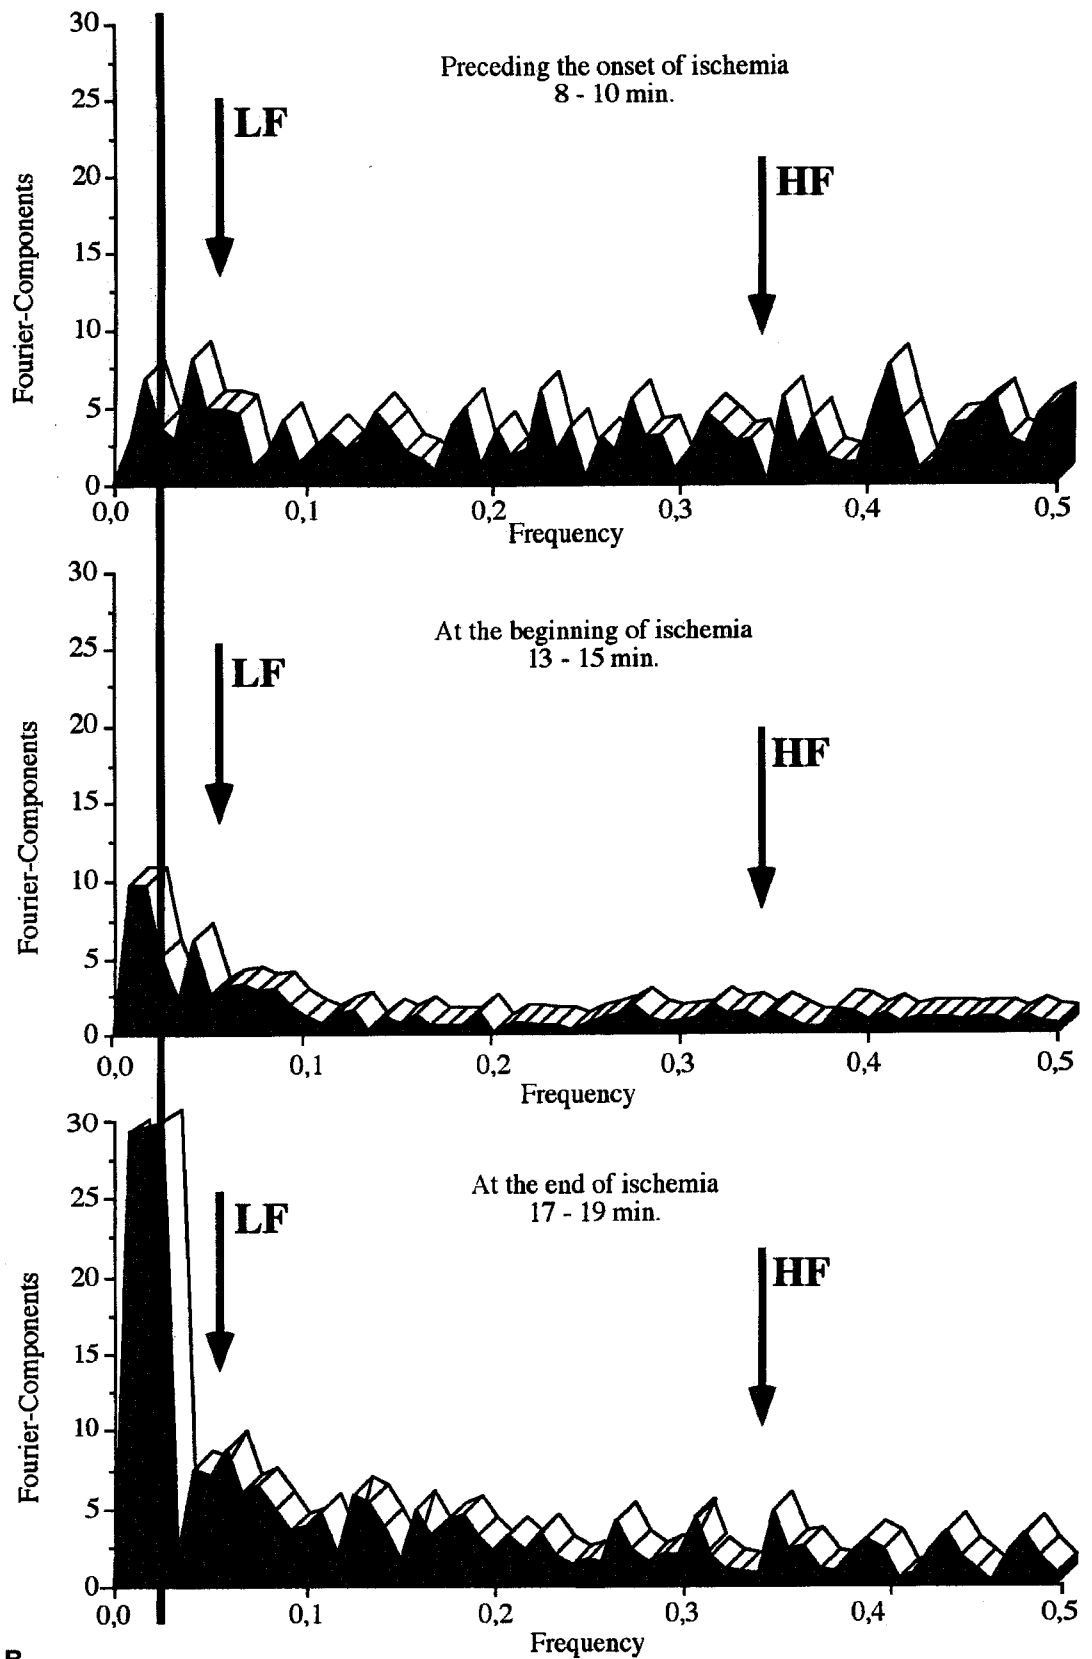 30
Preceding the onset of ischemia
8 - 10 min.
25
LF
20
HF
15
10
5
0
Fourier-Components
0,0 0,1 0,2 0,3 0,4 0,5
Frequency
30
At the beginning of ischemia
13 - 15 min.
25
LF
20
HF
15
10
5
0
Fourier-Components
0,0 0,1 0,2 0,3 0,4 0,5
Frequency
30
At the end of ischemia
17 - 19 min.
25
LF
20
HF
15
10
5
0
Fourier-Components
0,0 0,1 0,2 0,3 0,4 0,5
Frequency